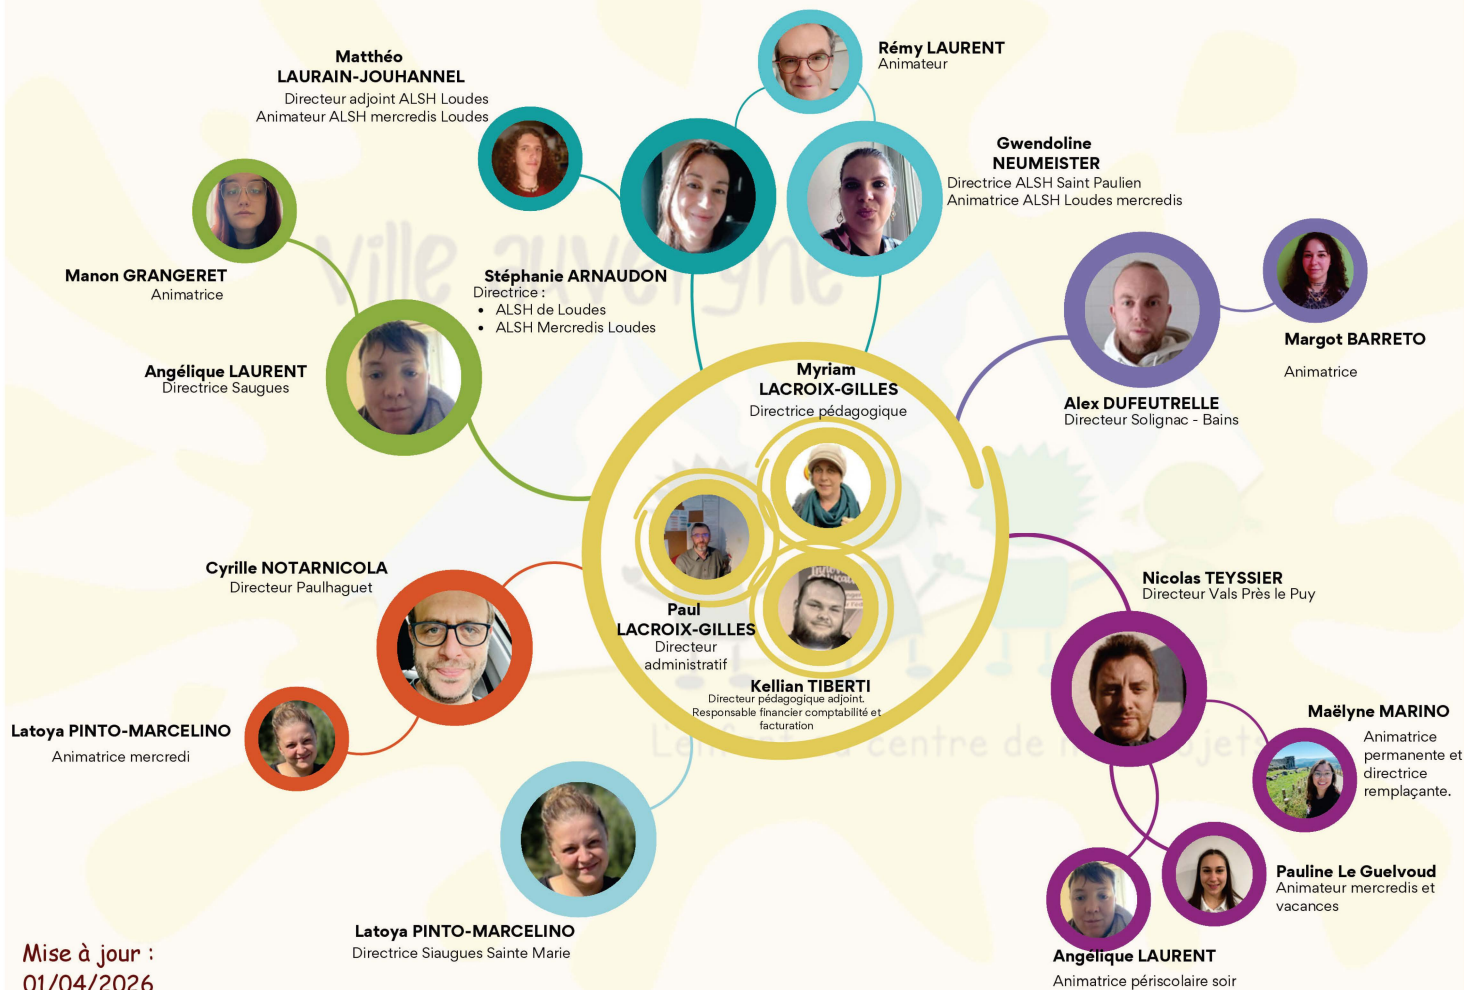 Matthéo
LAURAIN-JOUHANNEL
Directeur adjoint ALSH Loudes
Animateur ALSH mercredis Loudes
Rémy LAURENT
Animateur
Gwendoline
NEUMEISTER
Directrice ALSH Saint Paulien
Animatrice ALSH Loudes mercredis
Manon GRANGERET
Animatrice
Stéphanie ARNAUDON
Directrice :
• ALSH de Loudes
• ALSH Mercredis Loudes
ville auvergne
Margot BARRETO
Animatrice
Angélique LAURENT
Directrice Saugues
Myriam
LACROIX-GILLES
Directrice pédagogique
Alex DUFEUTRELLE
Directeur Solignac - Bains
Cyrille NOTARNICOLA
Directeur Paulhaguet
Paul
LACROIX-GILLES
Directeur
administratif
Kellian TIBERTI
Directeur pédagogique adjoint.
Responsable financier comptabilité et
facturation
Nicolas TEYSSIER
Directeur Vals Près le Puy
Latoya PINTO-MARCELINO
Animatrice mercredi
Maëlyne MARINO
Animatrice
permanente et
directrice
remplaçante.
L'enfant au centre de
Pauline Le Guelvoud
Animateur mercredis et
vacances
Latoya PINTO-MARCELINO
Directrice Siaugues Sainte Marie
Angélique LAURENT
Animatrice périscolaire soir
Mise à jour :
01/04/2026